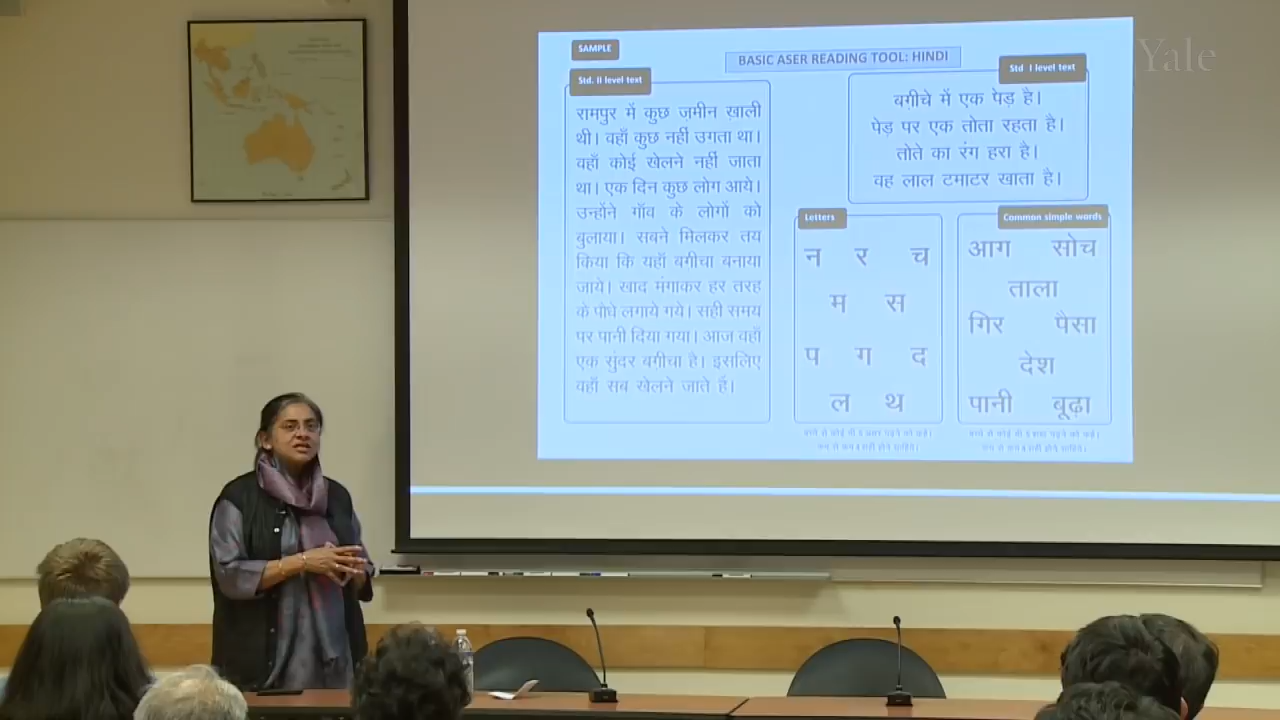 Yale
SAMPLE
BASIC ASER READING TOOL: HINDI
Std. II level text
रामपुर में कुछ जमीन खाली
थी। वहाँ कुछ नहीं उगता था।
वहाँ कोई खेलने नहीं जाता
था। एक दिन कुछ लोग आये।
उन्होंने गाँव के लोगों को
बुलाया। सबने मिलकर तय
किया कि यहाँ बगीचा बनाया
जाये। खाद मंगाकर हर तरह
के पौधे लगाये गये। सही समय
पर पानी दिया गया। आज वहाँ
एक सुंदर बगीचा है। इसलिए
वहाँ सब खेलने जाते हैं।
Std I level text
बगीचे में एक पेड़ है।
पेड़ पर एक तोता रहता है।
तोते का रंग हरा है।
वह लाल टमाटर खाता है।
Letters
न र च
म स
प ग द
ल थ
Common simple words
आग सोच
ताला
गिर पैसा
देश
पानी बूढ़ा